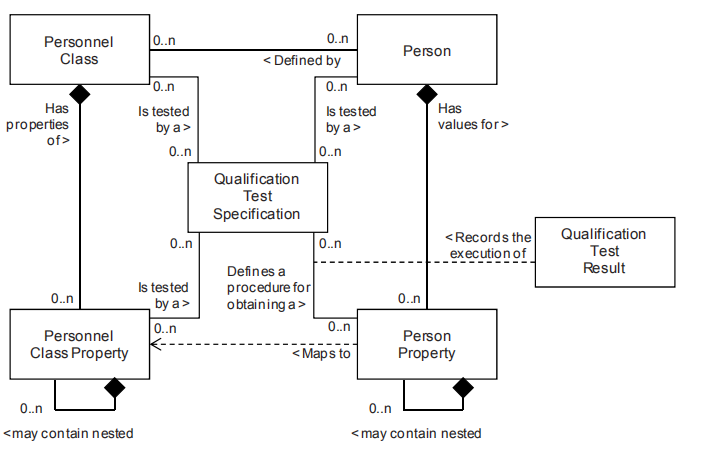 Personnel
Class
0..n
0..n
< Defined by
Person
0..n
0..n
Has
properties
of >
Is tested
by a >
Is tested
by a >
Has
values for >
0..n
0..n
Qualification
Test
Specification
0..n
0..n
< Records the
execution of
Qualification
Test
Result
Is tested
by a >
Defines a
procedure for
obtaining a >
0..n
0..n
0..n
0..n
Personnel
Class Property
< Maps to
Person
Property
0..n
0..n
< may contain nested
< may contain nested